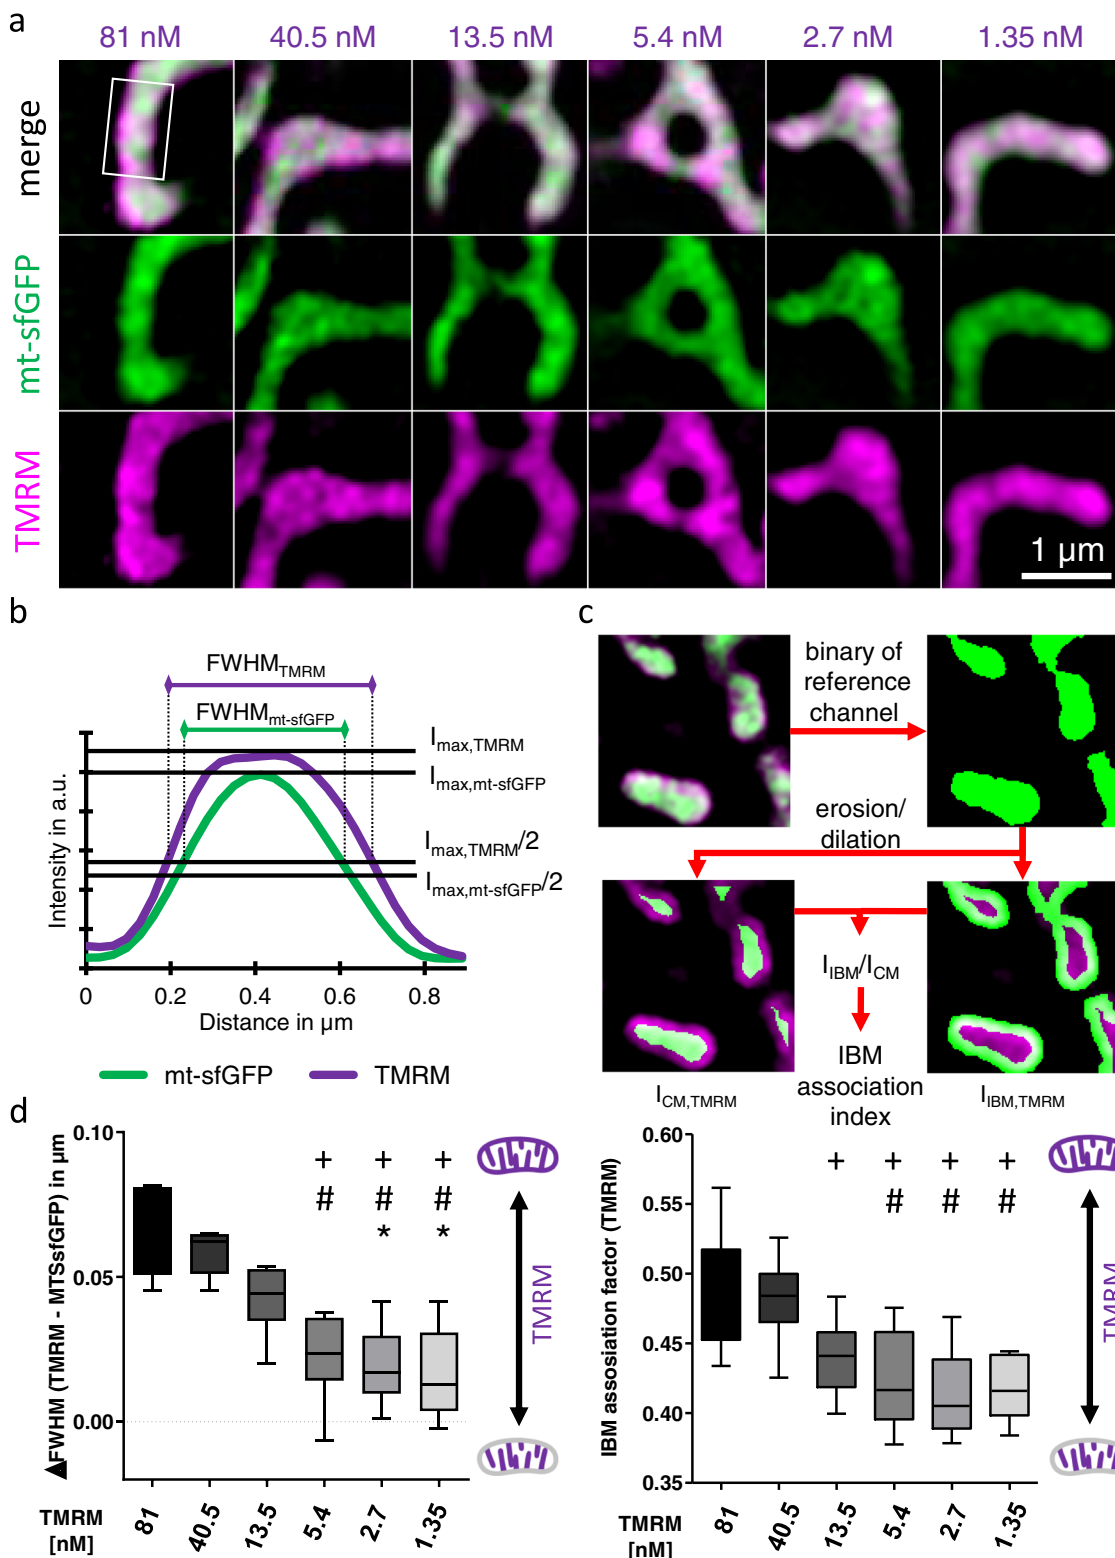 a
81 nM 40.5 nM 13.5 nM 5.4 nM 2.7 nM 1.35 nM
merge
mt-sfGFP
TMRM
1 µm
b
FWHMTMRM
FWHMmt-sfGFP
Imax,TMRM
Imax,mt-sfGFP
Imax,TMRM/2
Imax,mt-sfGFP/2
Intensity in a.u.
0 0.2 0.4 0.6 0.8
Distance in µm
mt-sfGFP TMRM
c
binary of
reference
channel
erosion/
dilation
IIBM/ICM
IBM
association
index
ICM,TMRM
IIBM,TMRM
d
▲FWHM (TMRM - MTSsfGFP) in µm
0.10
0.05
0.00
+ + +
# # #
* *
TMRM
TMRM
[nM]
81 40.5 13.5 5.4 2.7 1.35
IBM assosiation factor (TMRM)
0.60
0.55
0.50
0.45
0.40
0.35
+ + + +
# # #
TMRM
TMRM
[nM]
81 40.5 13.5 5.4 2.7 1.35